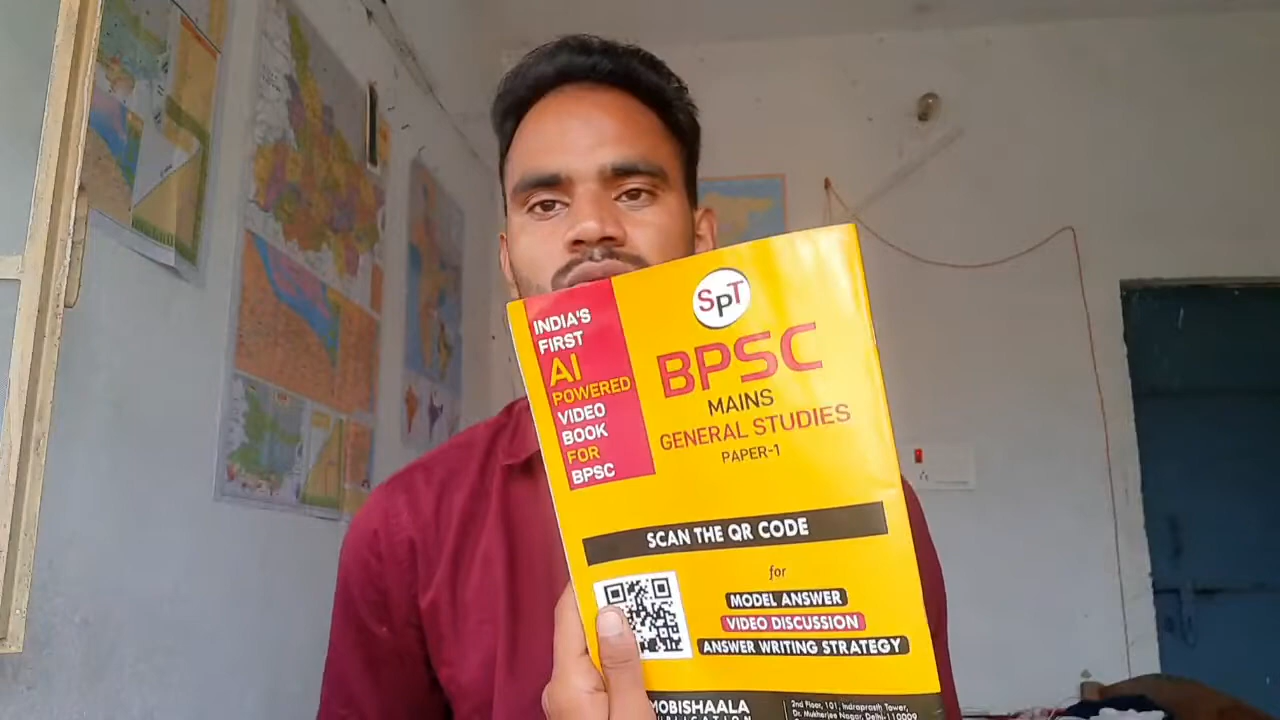 INDIA'S
FIRST
AI
POWERED
VIDEO
BOOK
FOR
BPSC
SpT
BPSC
MAINS
GENERAL STUDIES
PAPER-1
SCAN THE QR CODE
for
MODEL ANSWER
VIDEO DISCUSSION
ANSWER WRITING STRATEGY
MOBISHAALA
2nd Floor, 101, Indraprasth Tower,
Dr. Mukherjee Nagar, Delhi-110009